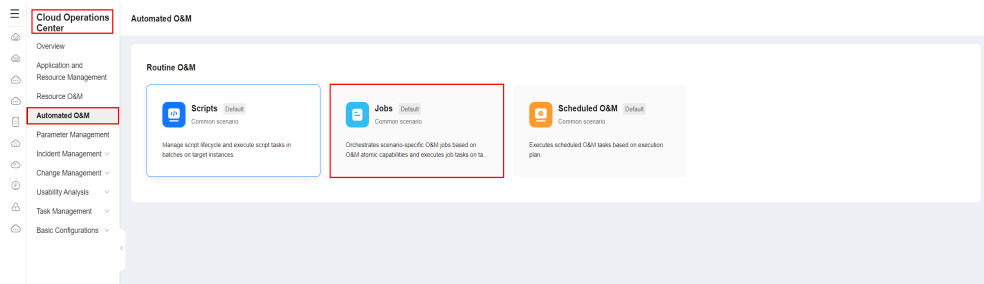 Cloud Operations
Center
Automated O&M
Overview
Application and
Resource Management
Resource O&M
Automated O&M
Parameter Management
Incident Management
Change Management
Usability Analysis
Task Management
Basic Configurations
Routine O&M
Scripts Default
Common scenario
Manage script lifecycle and execute script tasks in
batches on target instances.
Jobs Default
Common scenario
Orchestrates scenario-specific O&M jobs based on
O&M atomic capabilities and executes job tasks on ta...
Scheduled O&M Default
Common scenario
Executes scheduled O&M tasks based on execution
plan.